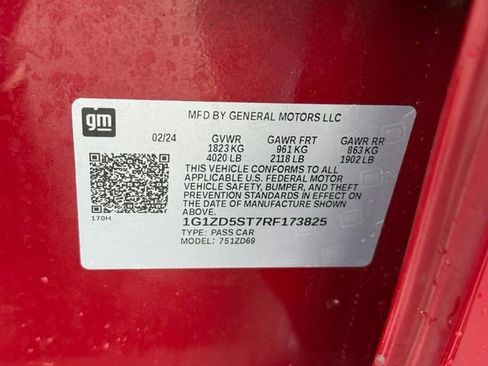 gm
MFD BY GENERAL MOTORS LLC
02/24 GVWR GAWR FRT GAWR RR
1823 KG 961 KG 863 KG
4020 LB 2118 LB 1902 LB
THIS VEHICLE CONFORMS TO ALL
APPLICABLE U.S. FEDERAL MOTOR
VEHICLE SAFETY, BUMPER, AND THEFT
PREVENTION STANDARDS IN EFFECT ON
THE DATE OF MANUFACTURE SHOWN
ABOVE.
170H
1G1ZD5ST7RF173825
TYPE: PASS CAR
MODEL: 751ZD69